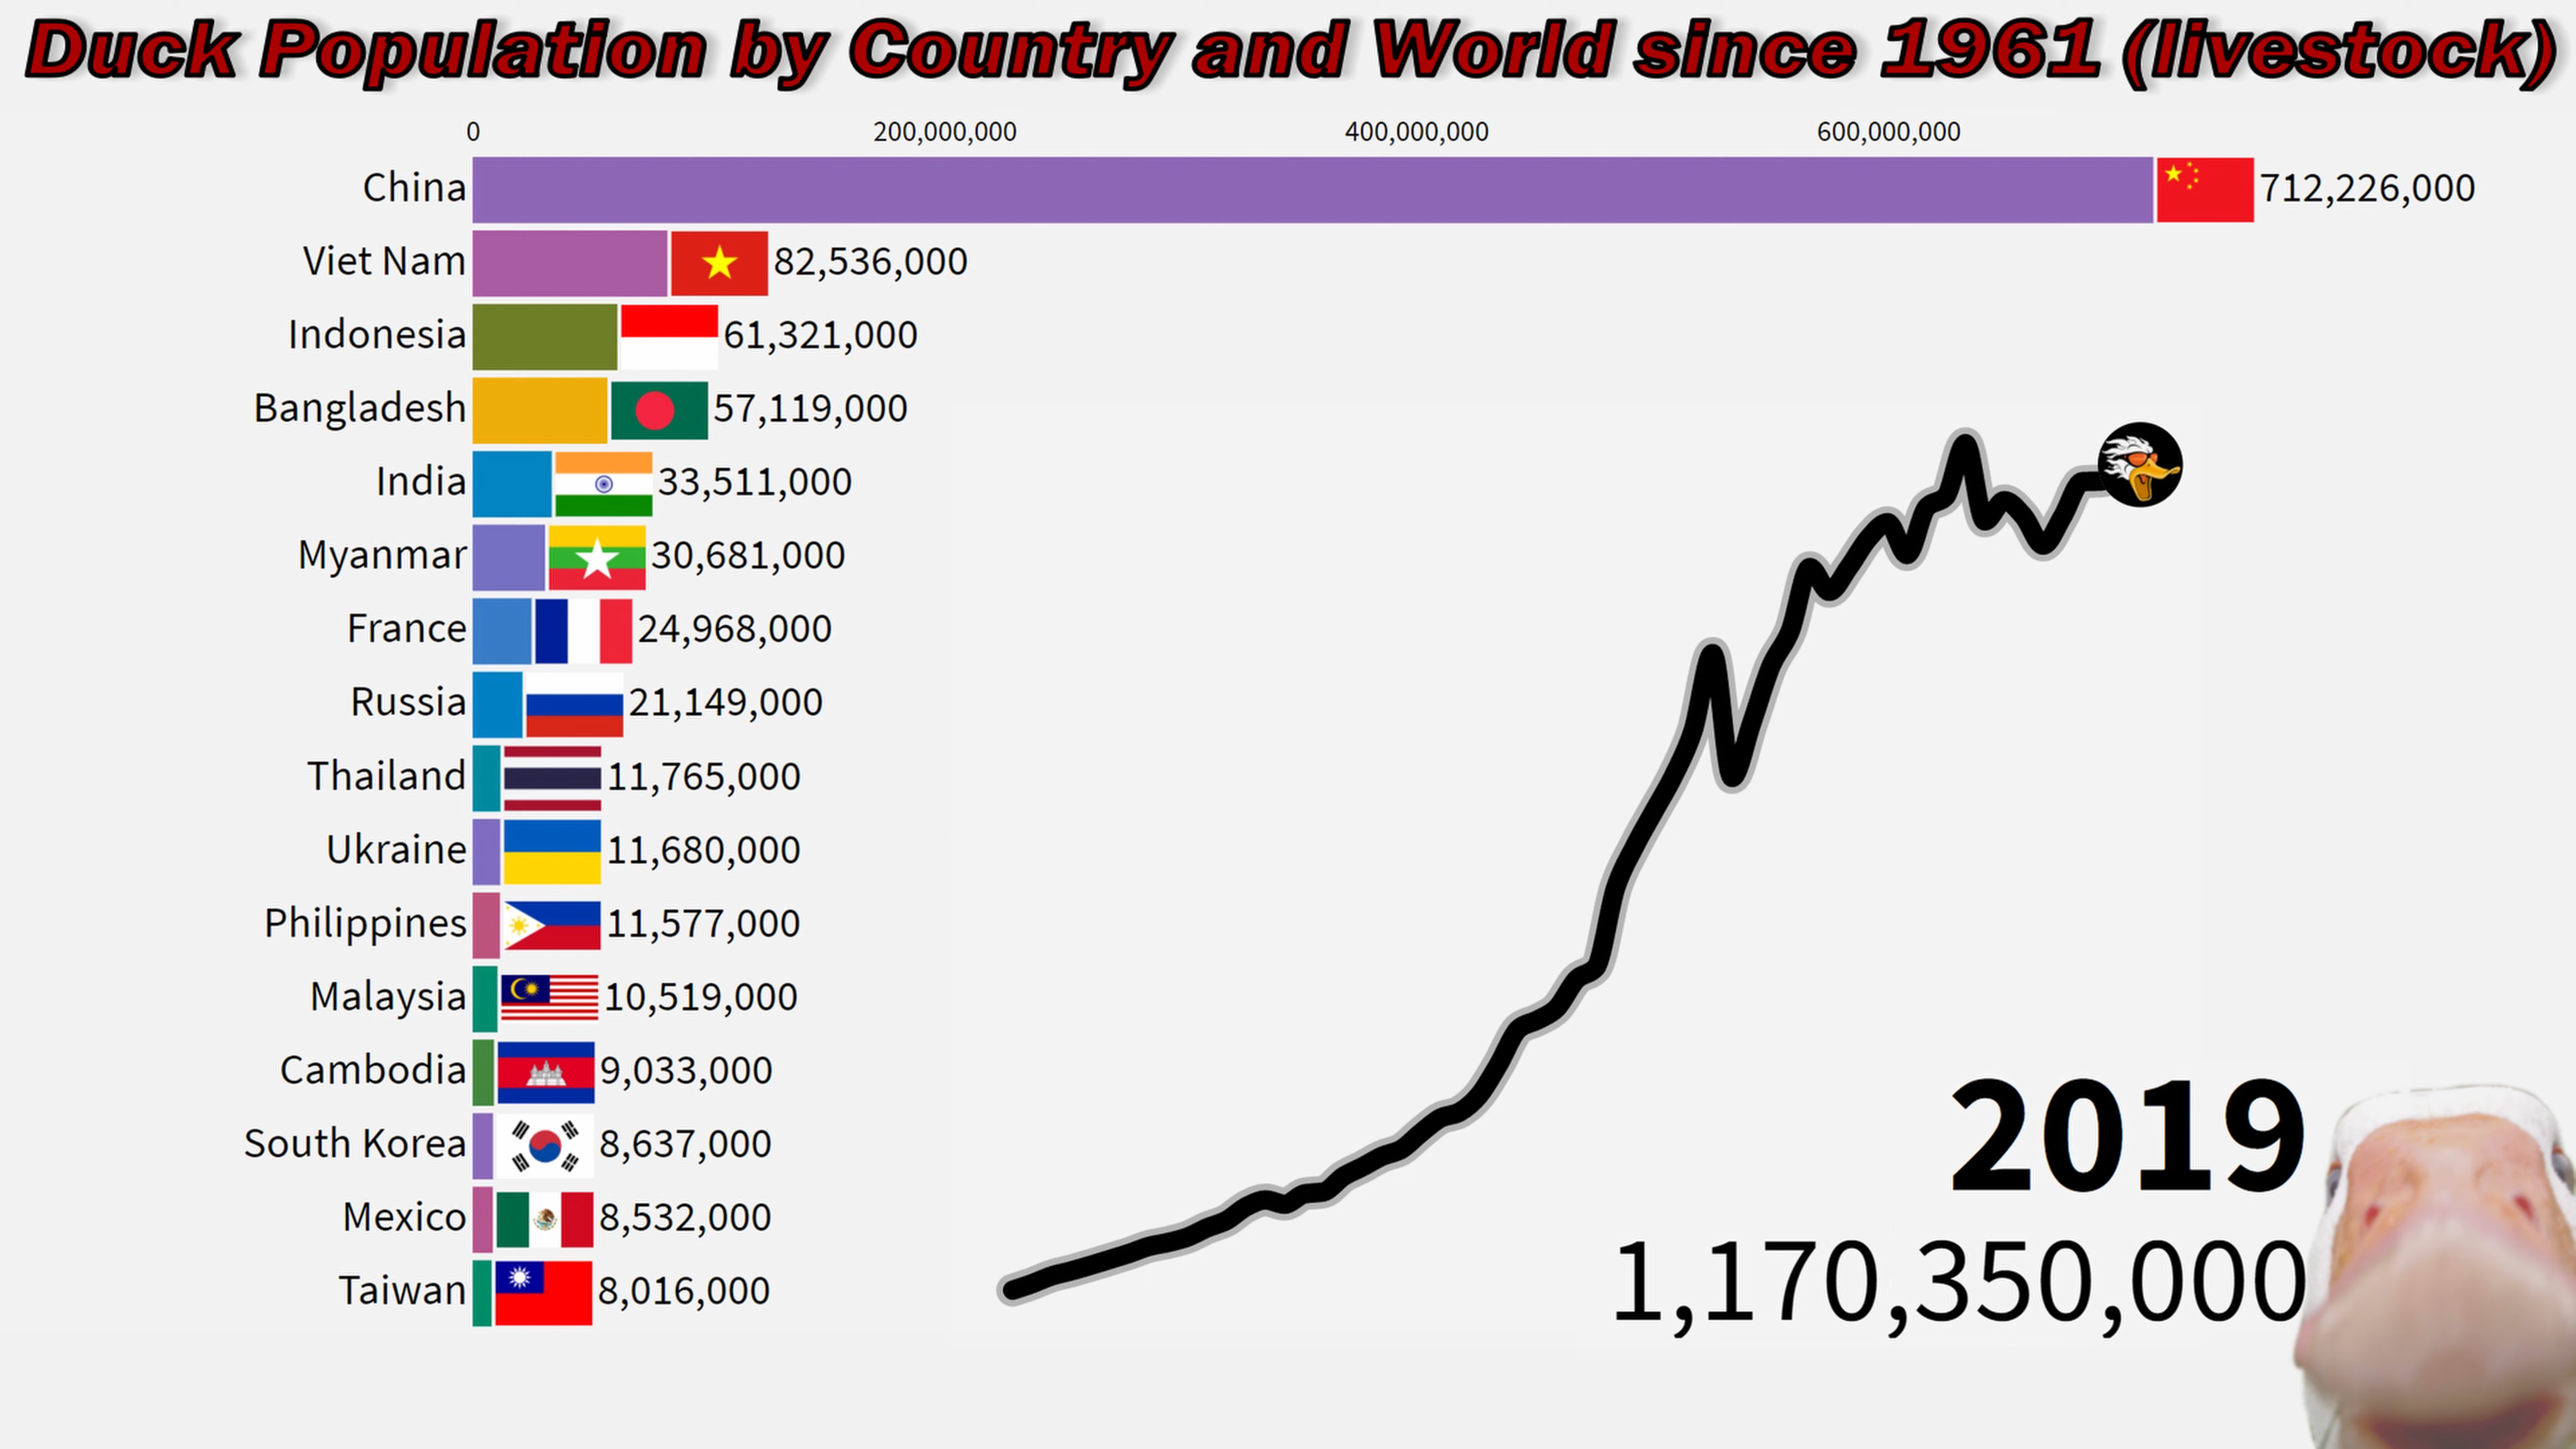 Duck Population by Country and World since 1961 (livestock)
0 200,000,000 400,000,000 600,000,000
China 712,226,000
Viet Nam 82,536,000
Indonesia 61,321,000
Bangladesh 57,119,000
India 33,511,000
Myanmar 30,681,000
France 24,968,000
Russia 21,149,000
Thailand 11,765,000
Ukraine 11,680,000
Philippines 11,577,000
Malaysia 10,519,000
Cambodia 9,033,000
South Korea 8,637,000
Mexico 8,532,000
Taiwan 8,016,000
2019
1,170,350,000